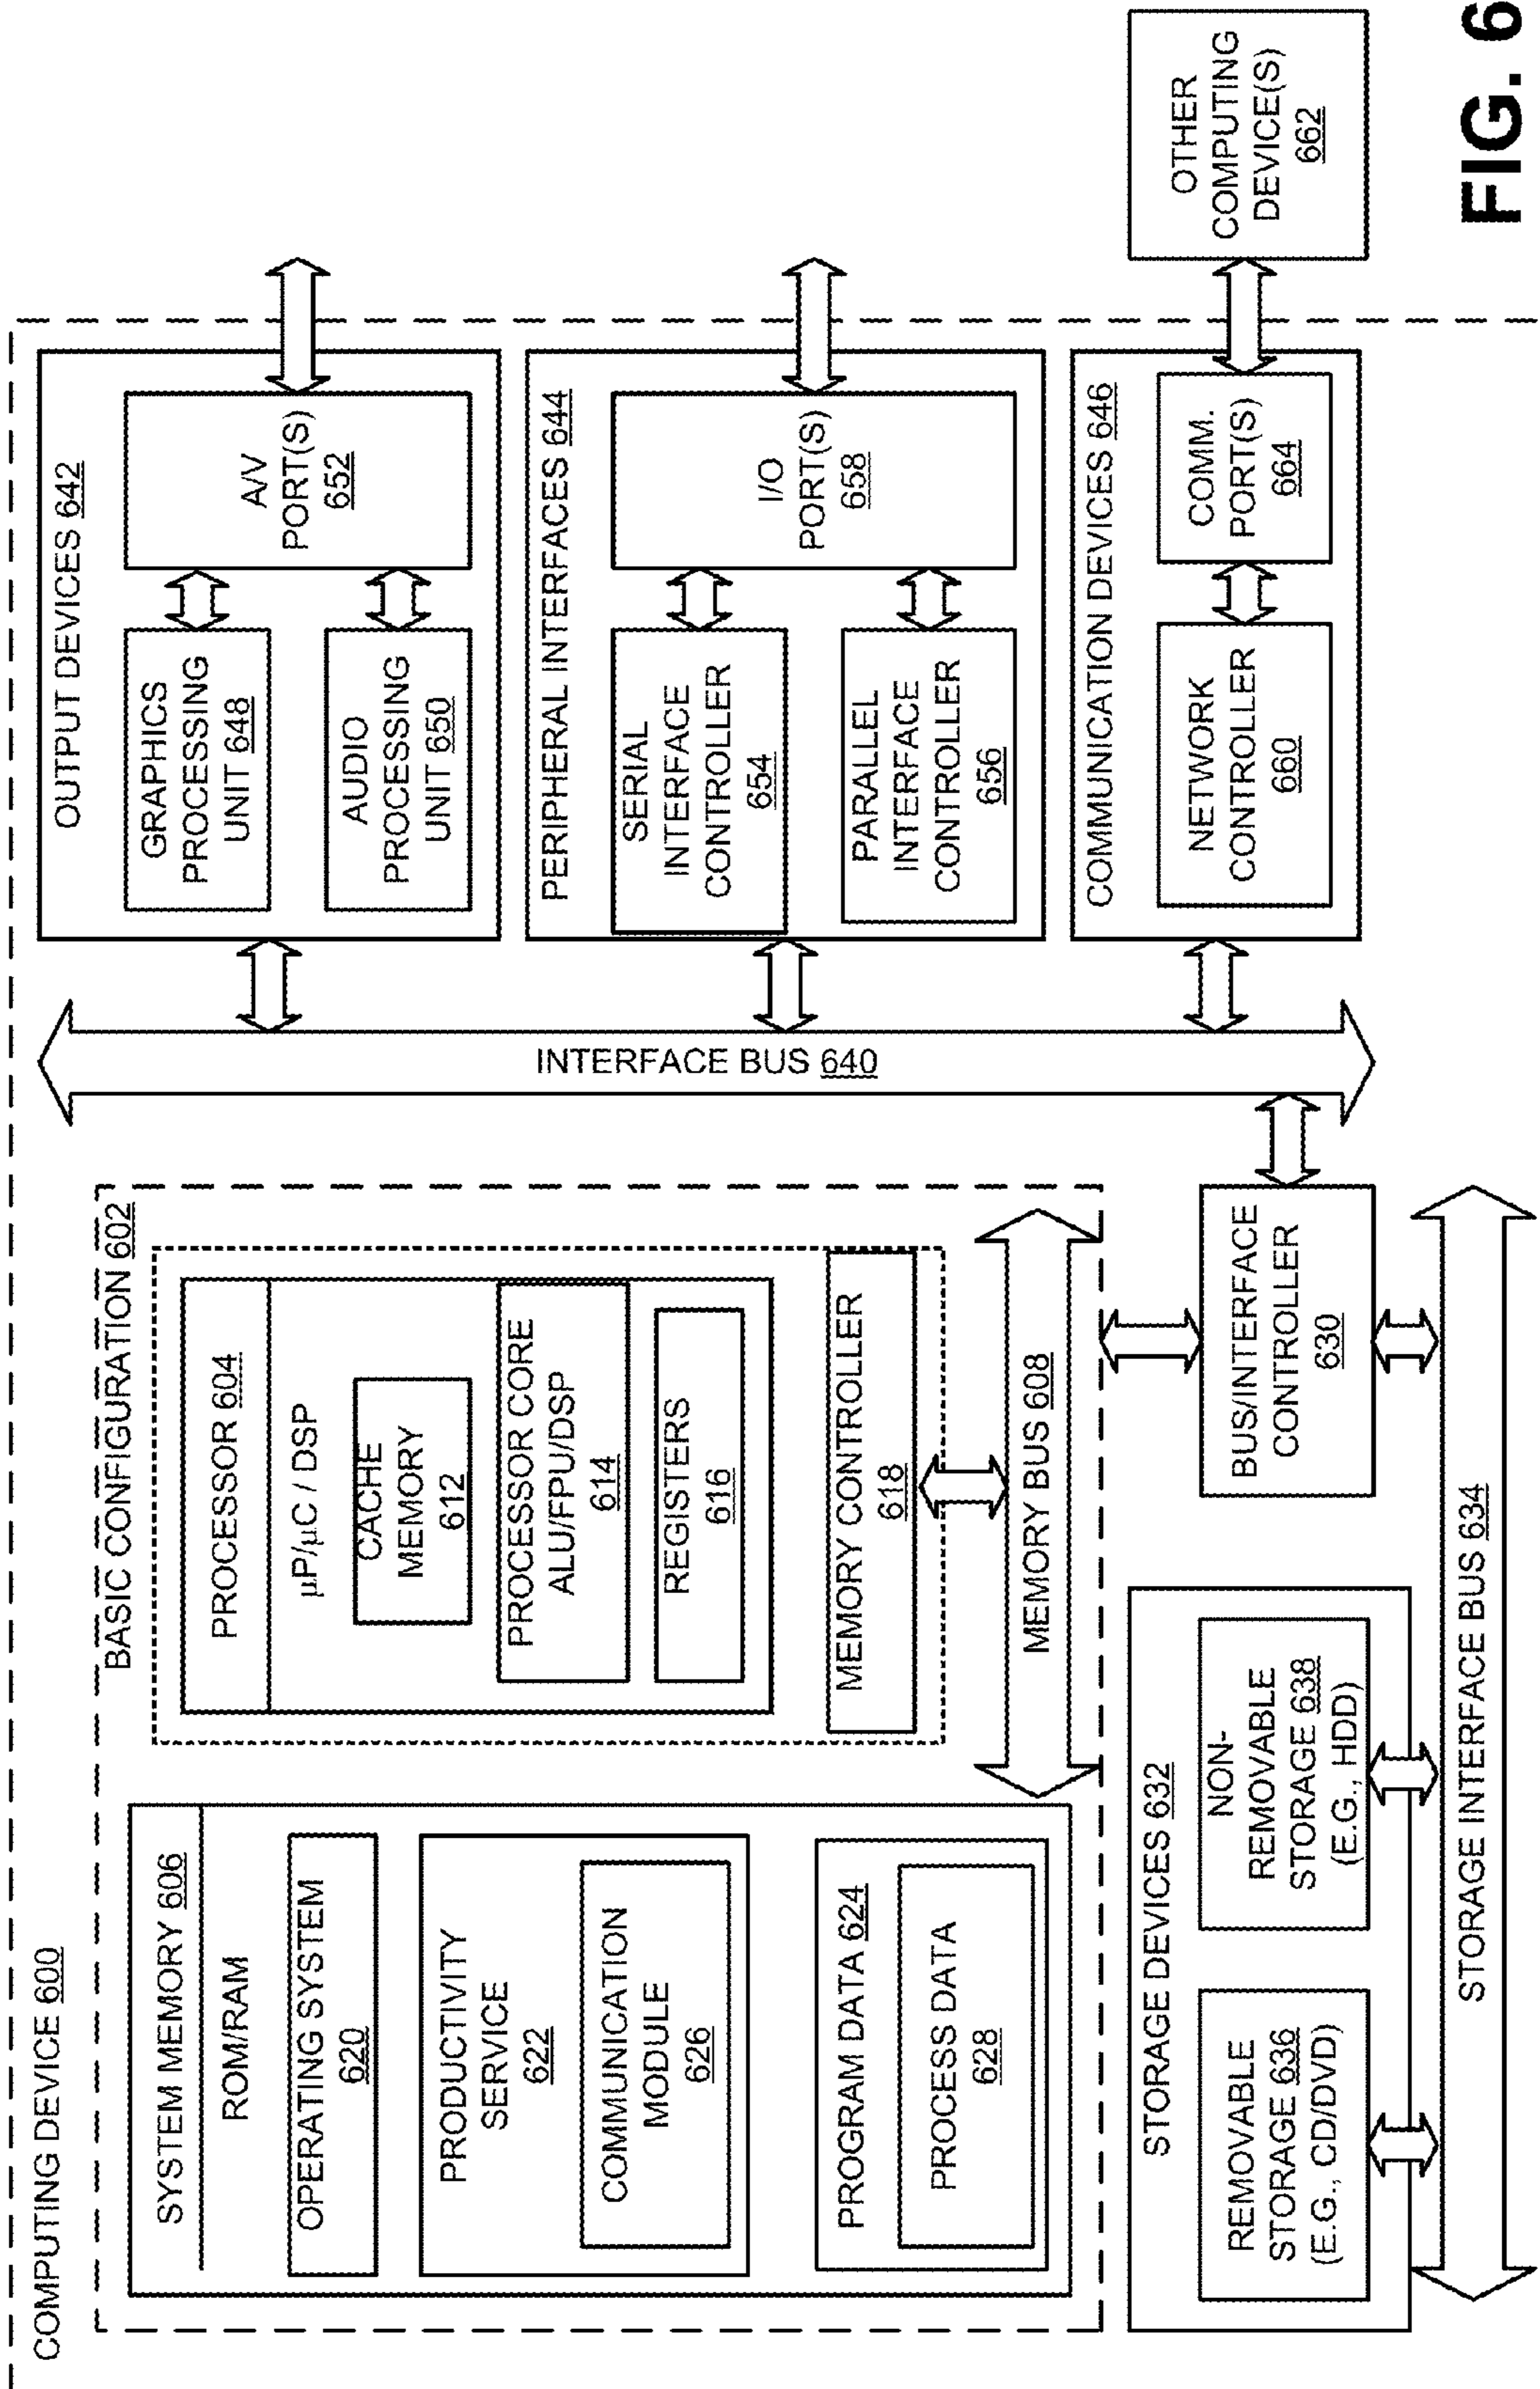 COMPUTING DEVICE 600
BASIC CONFIGURATION 602
SYSTEM MEMORY 606
ROM/RAM
OPERATING SYSTEM
620
PRODUCTIVITY
SERVICE
622
COMMUNICATION
MODULE
626
PROGRAM DATA 624
PROCESS DATA
628
PROCESSOR 604
µP/µC / DSP
CACHE
MEMORY
612
PROCESSOR CORE
ALU/FPU/DSP
614
REGISTERS
616
MEMORY CONTROLLER
618
MEMORY BUS 608
STORAGE DEVICES 632
REMOVABLE
STORAGE 636
(E.G., CD/DVD)
NON-
REMOVABLE
STORAGE 638
(E.G., HDD)
BUS/INTERFACE
CONTROLLER
630
STORAGE INTERFACE BUS 634
INTERFACE BUS 640
OUTPUT DEVICES 642
GRAPHICS
PROCESSING
UNIT 648
AUDIO
PROCESSING
UNIT 650
A/V
PORT(S)
652
PERIPHERAL INTERFACES 644
SERIAL
INTERFACE
CONTROLLER
654
PARALLEL
INTERFACE
CONTROLLER
656
I/O
PORT(S)
658
COMMUNICATION DEVICES 646
NETWORK
CONTROLLER
660
COMM.
PORT(S)
664
OTHER
COMPUTING
DEVICE(S)
662
FIG. 6